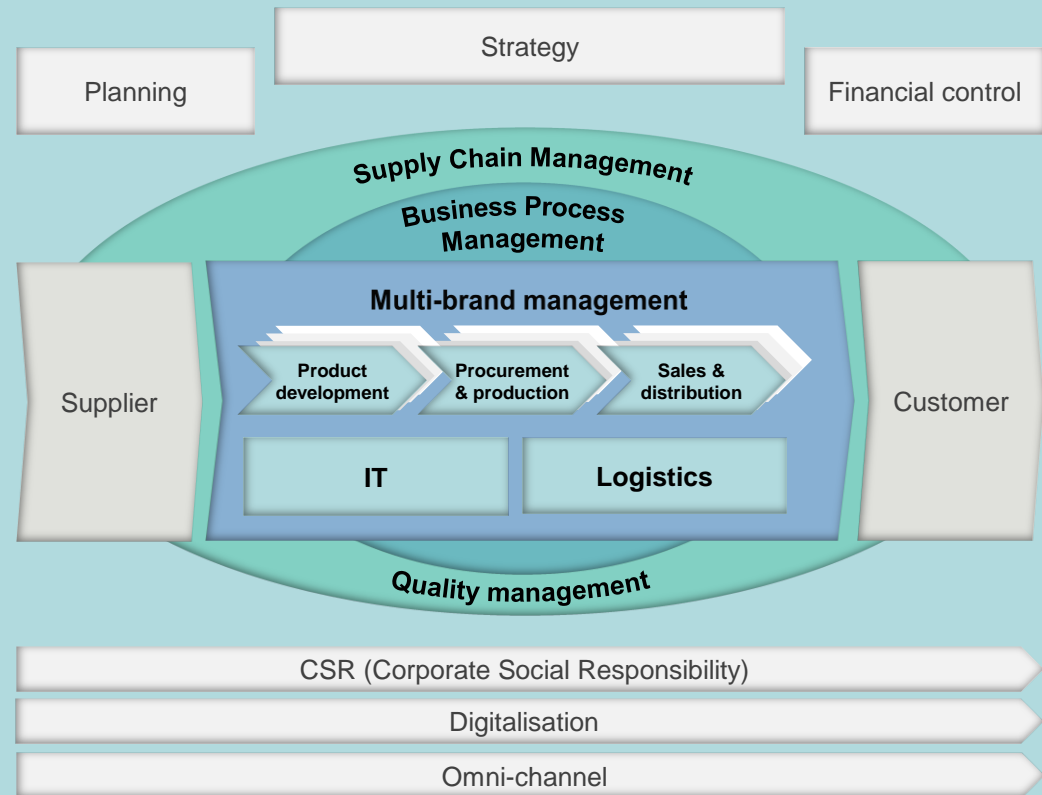 Strategy
Planning
Financial control
Supply Chain Management
Business Process
Management
Multi-brand management
Product
development
Procurement
& production
Sales &
distribution
Supplier
Customer
IT
Logistics
Quality management
CSR (Corporate Social Responsibility)
Digitalisation
Omni-channel